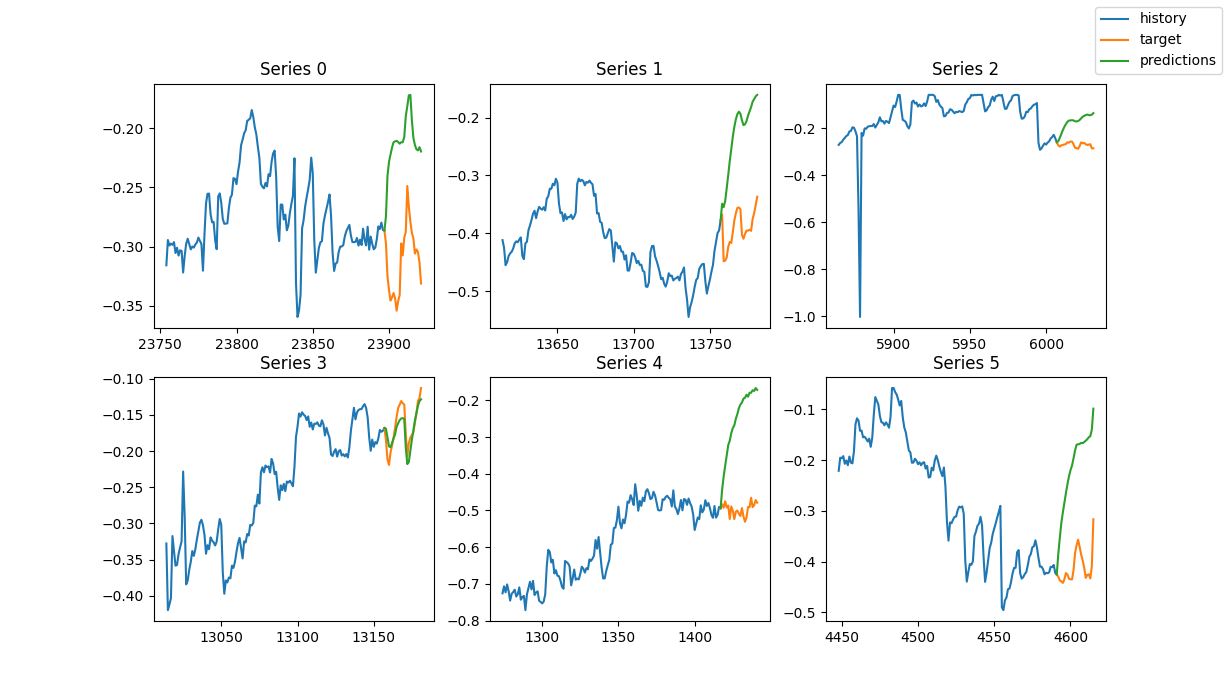 history
target
predictions
Series 0
Series 1
Series 2
−0.20
−0.25
−0.30
−0.35
23750 23800 23850 23900
−0.2
−0.3
−0.4
−0.5
13650 13700 13750
−0.2
−0.4
−0.6
−0.8
−1.0
5900 5950 6000
Series 3
Series 4
Series 5
−0.10
−0.15
−0.20
−0.25
−0.30
−0.35
−0.40
13050 13100 13150
−0.2
−0.3
−0.4
−0.5
−0.6
−0.7
−0.8
1300 1350 1400
−0.1
−0.2
−0.3
−0.4
−0.5
4450 4500 4550 4600